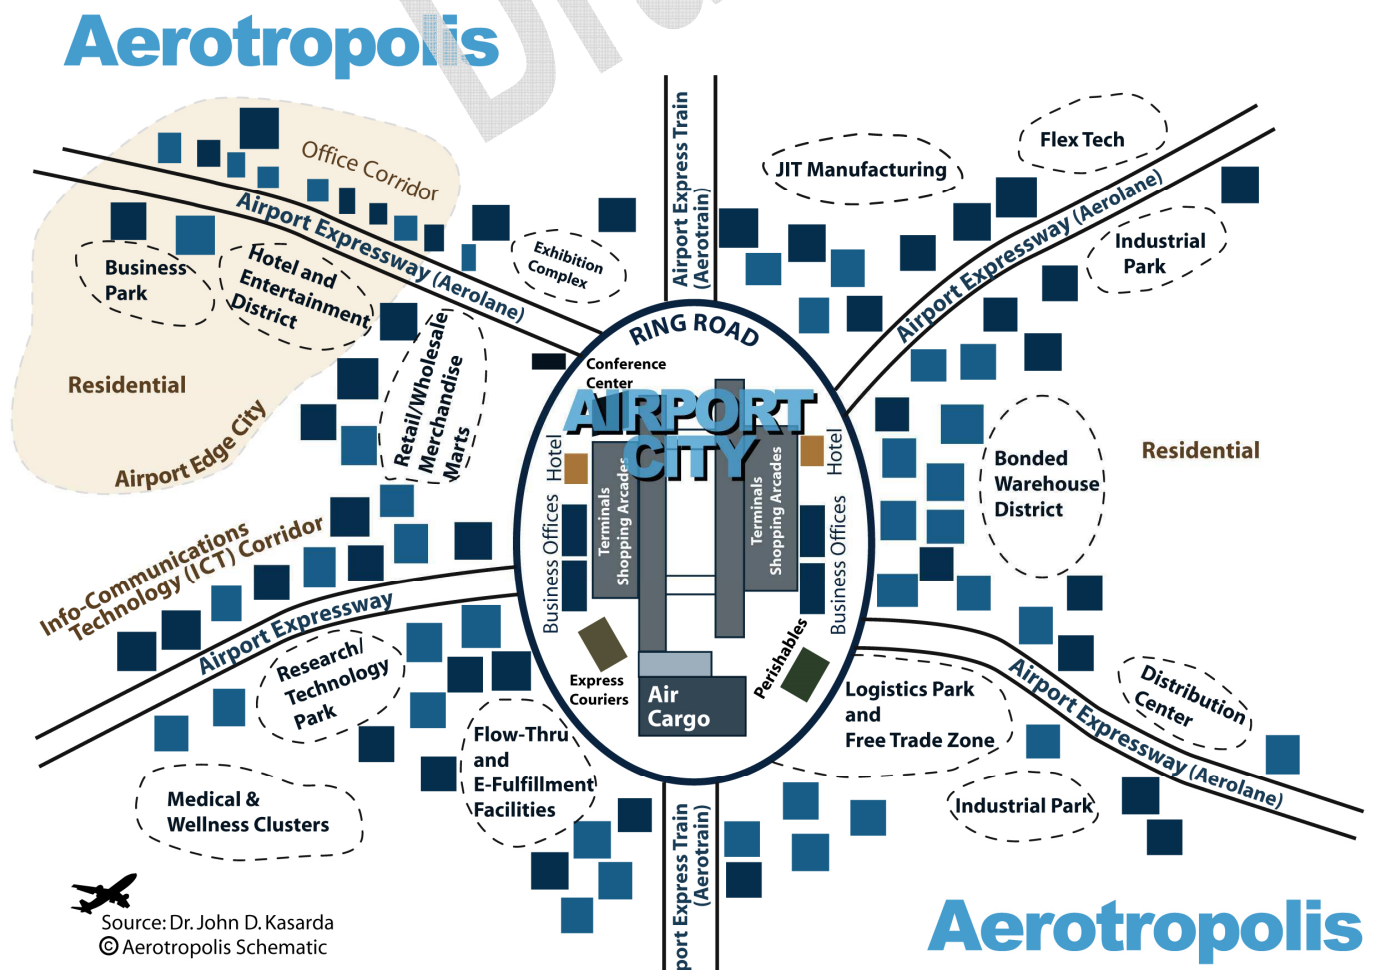 Aerotropolis
Office Corridor
Airport Expressway (Aerolane)
Business
Park
Hotel and
Entertainment
District
Exhibition
Complex
Retail/Wholesale
Merchandise
Marts
Residential
Airport Edge City
Airport Express Train
(Aerotrain)
JIT Manufacturing
Flex Tech
Airport Expressway (Aerolane)
Industrial
Park
RING ROAD
Conference
Center
AIRPORT
CITY
Hotel
Hotel
Terminals
Shopping Arcades
Terminals
Shopping Arcades
Business Offices
Business Offices
Express
Couriers
Air
Cargo
Perishables
Bonded
Warehouse
District
Residential
Info-Communications
Technology (ICT) Corridor
Airport Expressway
Research/
Technology
Park
Flow-Thru
and
E-Fulfillment
Facilities
Medical &
Wellness Clusters
Logistics Park
and
Free Trade Zone
Airport Expressway (Aerolane)
Distribution
Center
Industrial Park
port Express Train
(Aerotrain)
Source: Dr. John D. Kasarda
© Aerotropolis Schematic
Aerotropolis